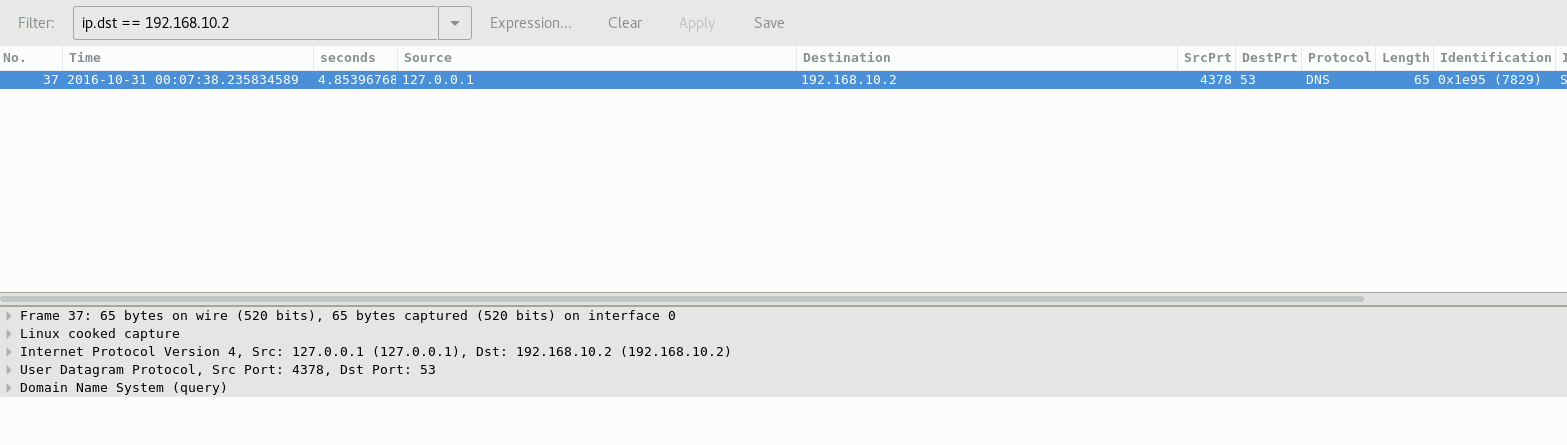 Filter: ip.dst == 192.168.10.2 Expression... Clear Apply Save
No. Time seconds Source Destination SrcPrt DestPrt Protocol Length Identification
37 2016-10-31 00:07:38.235834589 4.85396768 127.0.0.1 192.168.10.2 4378 53 DNS 65 0x1e95 (7829)
Frame 37: 65 bytes on wire (520 bits), 65 bytes captured (520 bits) on interface 0
Linux cooked capture
Internet Protocol Version 4, Src: 127.0.0.1 (127.0.0.1), Dst: 192.168.10.2 (192.168.10.2)
User Datagram Protocol, Src Port: 4378, Dst Port: 53
Domain Name System (query)